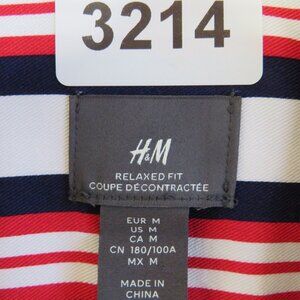 3214
H&M
RELAXED FIT
COUPE DÉCONTRACTÉE
EUR M
US M
CA M
CN 180/100A
MX M
MADE IN
CHINA